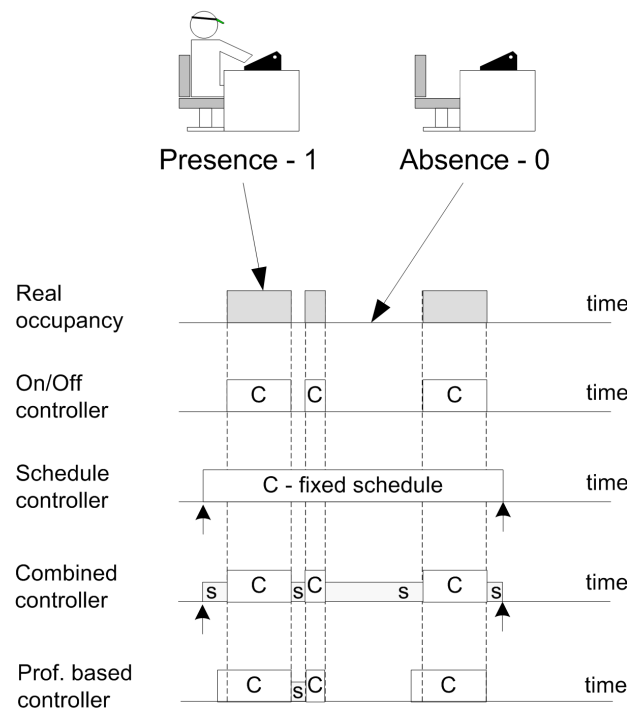 Presence - 1 Absence - 0
Real
occupancy
time
On/Off
controller
C C C
time
Schedule
controller
C - fixed schedule
time
Combined
controller
s C s C s C s
time
Prof. based
controller
C s C C
time